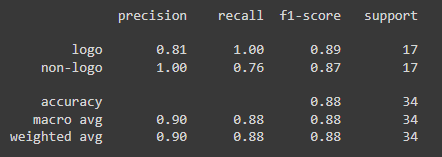 precision recall f1-score support
logo 0.81 1.00 0.89 17
non-logo 1.00 0.76 0.87 17
accuracy 0.88 34
macro avg 0.90 0.88 0.88 34
weighted avg 0.90 0.88 0.88 34